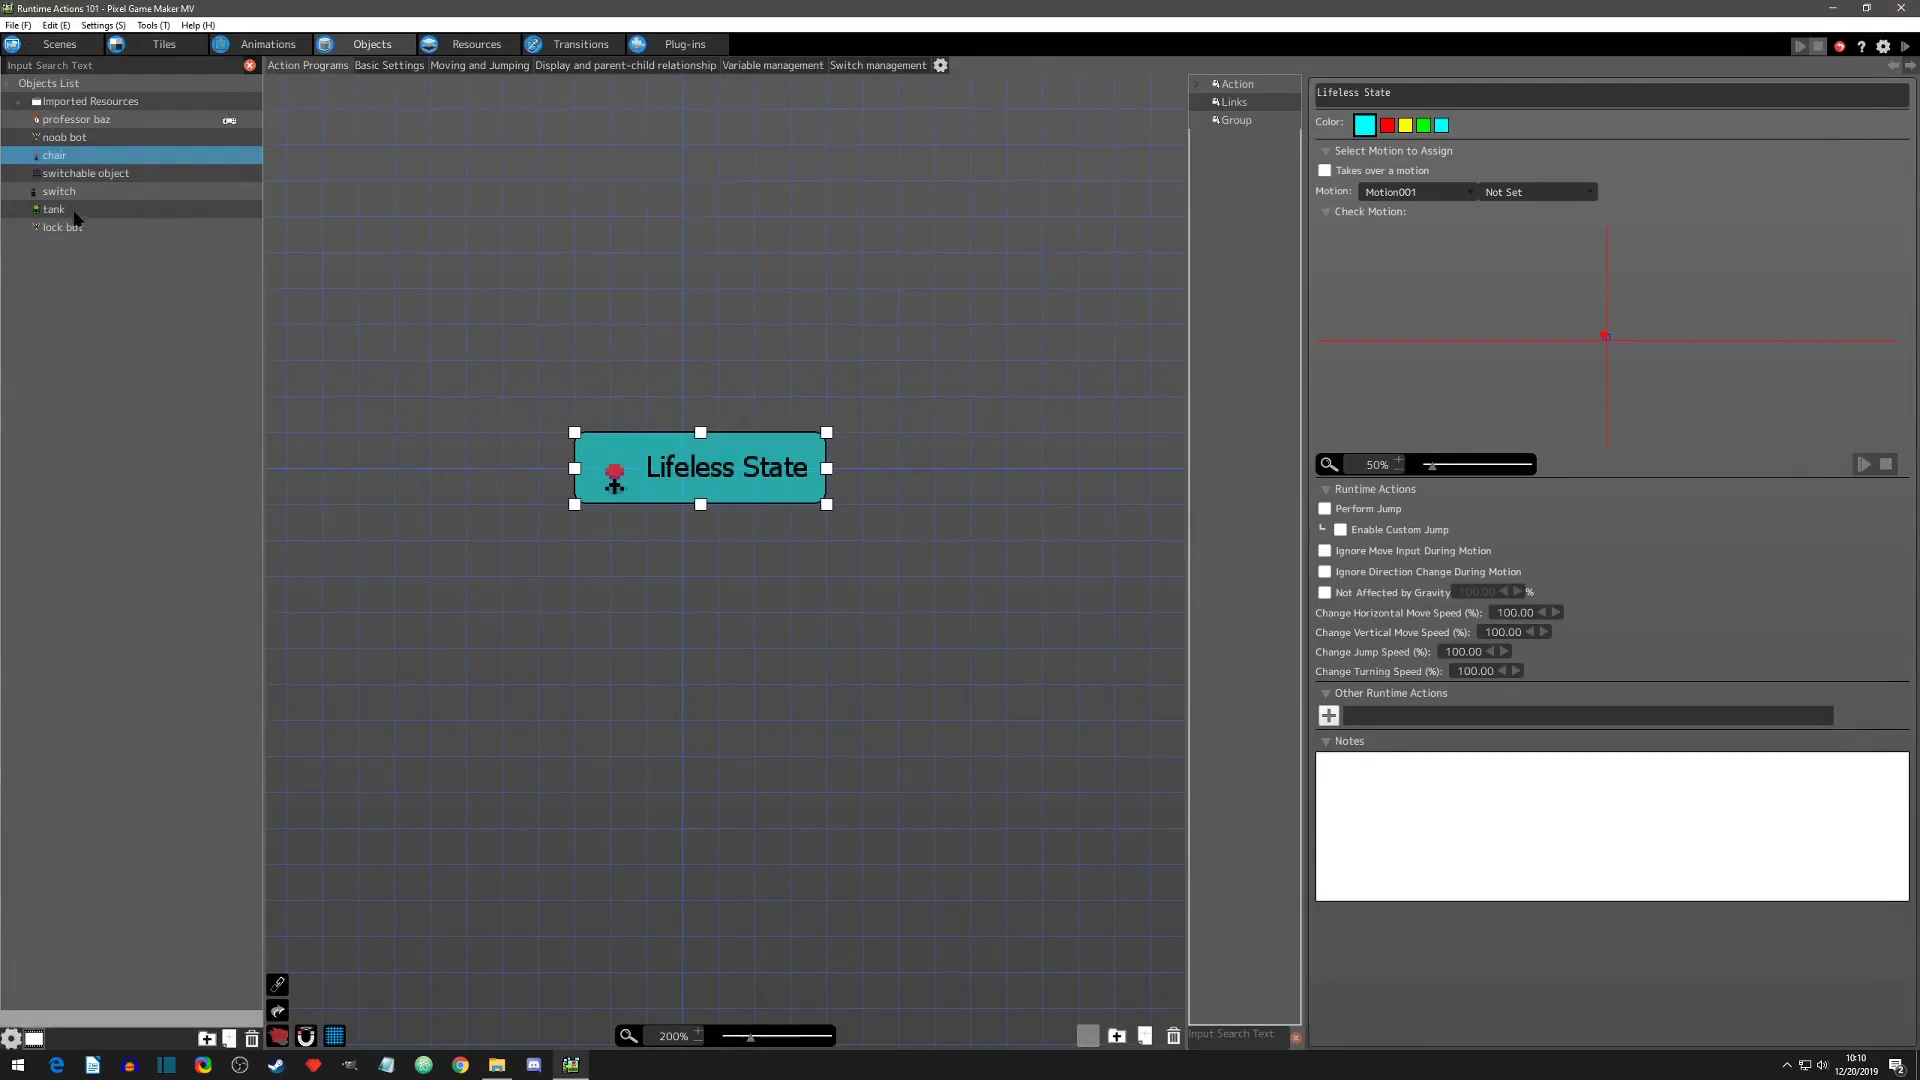 Runtime Actions 101 - Pixel Game Maker MV
File (F) Edit (E) Settings (S) Tools (T) Help (H)
Scenes Tiles Animations Objects Resources Transitions Plug-ins
Input Search Text
Action Programs Basic Settings Moving and Jumping Display and parent-child relationship Variable management Switch management
Objects List
Imported Resources
professor baz
noob bot
chair
switchable object
switch
tank
lock bot
Lifeless State
200%
Action
Links
Group
Input Search Text
Lifeless State
Color:
Select Motion to Assign
Takes over a motion
Motion: Motion001 Not Set
Check Motion:
50%
Runtime Actions
Perform Jump
Enable Custom Jump
Ignore Move Input During Motion
Ignore Direction Change During Motion
Not Affected by Gravity 100.00 %
Change Horizontal Move Speed (%): 100.00
Change Vertical Move Speed (%): 100.00
Change Jump Speed (%): 100.00
Change Turning Speed (%): 100.00
Other Runtime Actions
Notes
10:10
12/20/2019
2